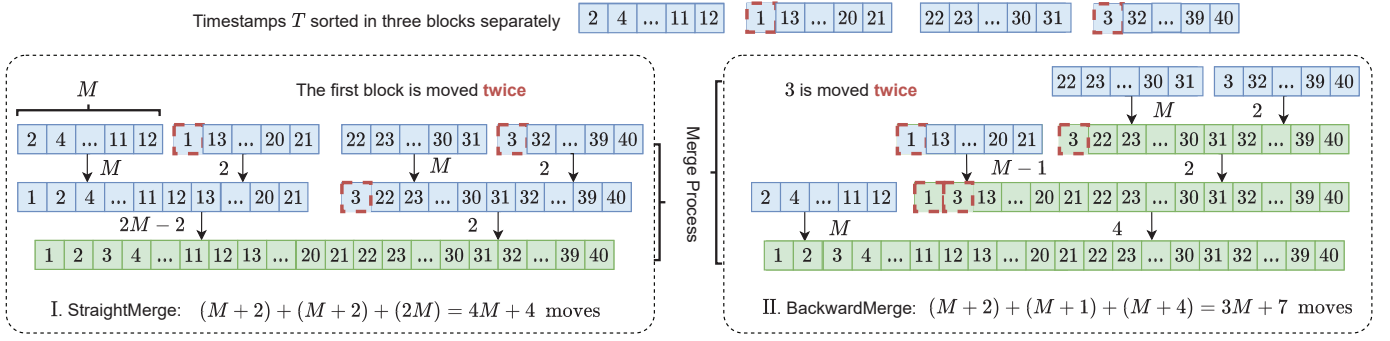 Timestamps T sorted in three blocks separately 2 4 ... 11 12 1 13 ... 20 21 22 23 ... 30 31 3 32 ... 39 40
M
The first block is moved twice
2 4 ... 11 12 1 13 ... 20 21 22 23 ... 30 31 3 32 ... 39 40
M 2 M 2
1 2 4 ... 11 12 13 ... 20 21 3 22 23 ... 30 31 32 ... 39 40
2M − 2 2
1 2 3 4 ... 11 12 13 ... 20 21 22 23 ... 30 31 32 ... 39 40
I. StraightMerge: (M + 2) + (M + 2) + (2M) = 4M + 4 moves
Merge Process
3 is moved twice
22 23 ... 30 31 3 32 ... 39 40
M 2
1 13 ... 20 21 3 22 23 ... 30 31 32 ... 39 40
M − 1 2
2 4 ... 11 12 1 3 13 ... 20 21 22 23 ... 30 31 32 ... 39 40
M 4
1 2 3 4 ... 11 12 13 ... 20 21 22 23 ... 30 31 32 ... 39 40
II. BackwardMerge: (M + 2) + (M + 1) + (M + 4) = 3M + 7 moves